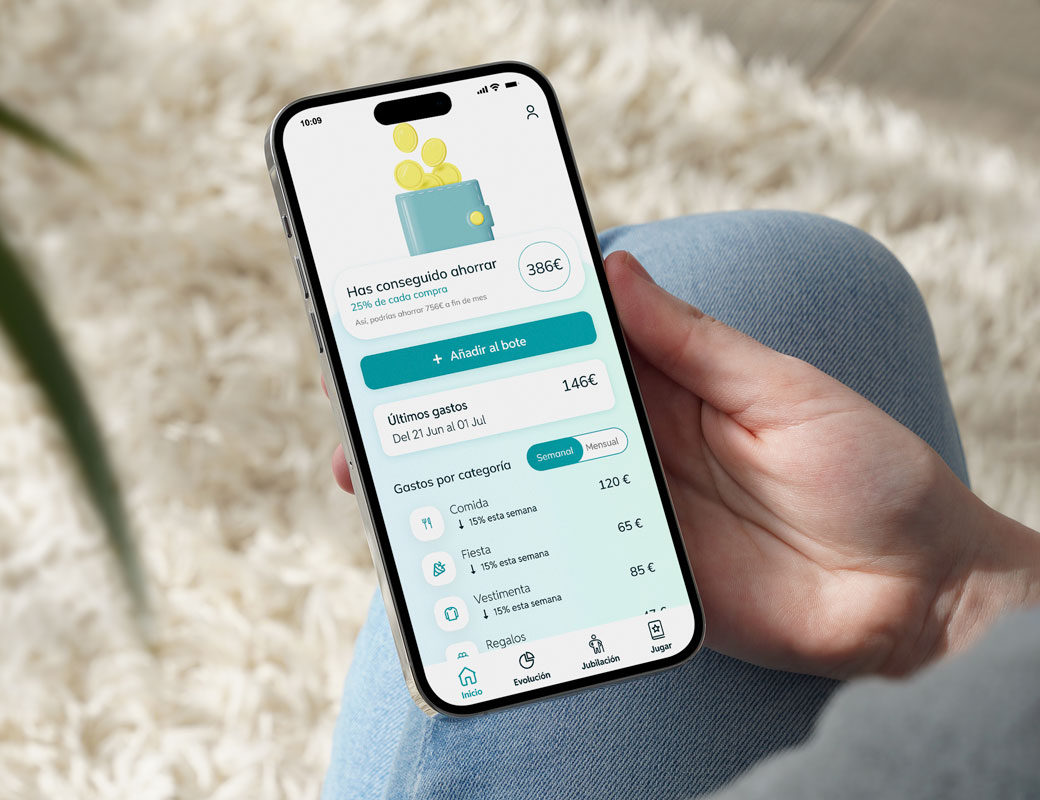 10:09
Has conseguido ahorrar
386€
25% de cada compra
Así, podrías ahorrar 756€ a fin de mes
+ Añadir al bote
Últimos gastos
146€
Del 21 Jun al 01 Jul
Gastos por categoría
Semanal
Mensual
Comida
120 €
↓ 15% esta semana
Fiesta
65 €
↓ 15% esta semana
Vestimenta
85 €
↓ 15% esta semana
Regalos
Inicio
Evolución
Jubilación
Jugar